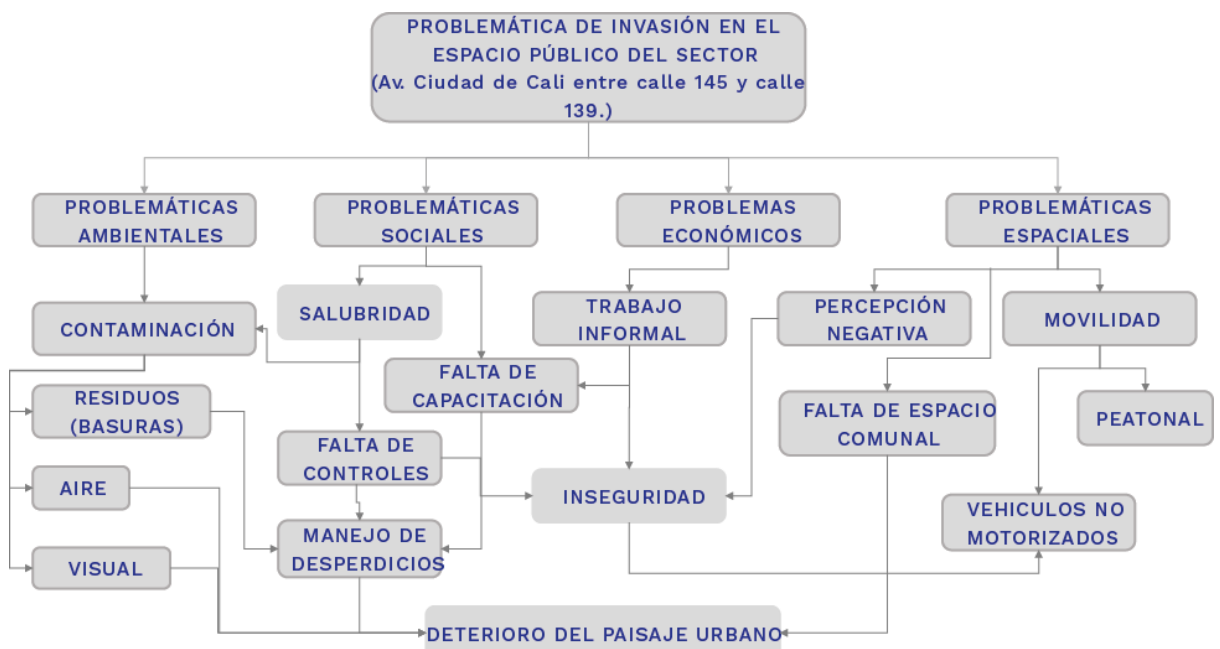 PROBLEMÁTICA DE INVASIÓN EN EL
ESPACIO PÚBLICO DEL SECTOR
(Av. Ciudad de Cali entre calle 145 y calle
139.)
PROBLEMÁTICAS
AMBIENTALES
PROBLEMÁTICAS
SOCIALES
PROBLEMAS
ECONÓMICOS
PROBLEMÁTICAS
ESPACIALES
CONTAMINACIÓN
SALUBRIDAD
TRABAJO
INFORMAL
PERCEPCIÓN
NEGATIVA
MOVILIDAD
RESIDUOS
(BASURAS)
FALTA DE
CAPACITACIÓN
FALTA DE ESPACIO
COMUNAL
PEATONAL
FALTA DE
CONTROLES
AIRE
INSEGURIDAD
VEHICULOS NO
MOTORIZADOS
MANEJO DE
DESPERDICIOS
VISUAL
DETERIORO DEL PAISAJE URBANO